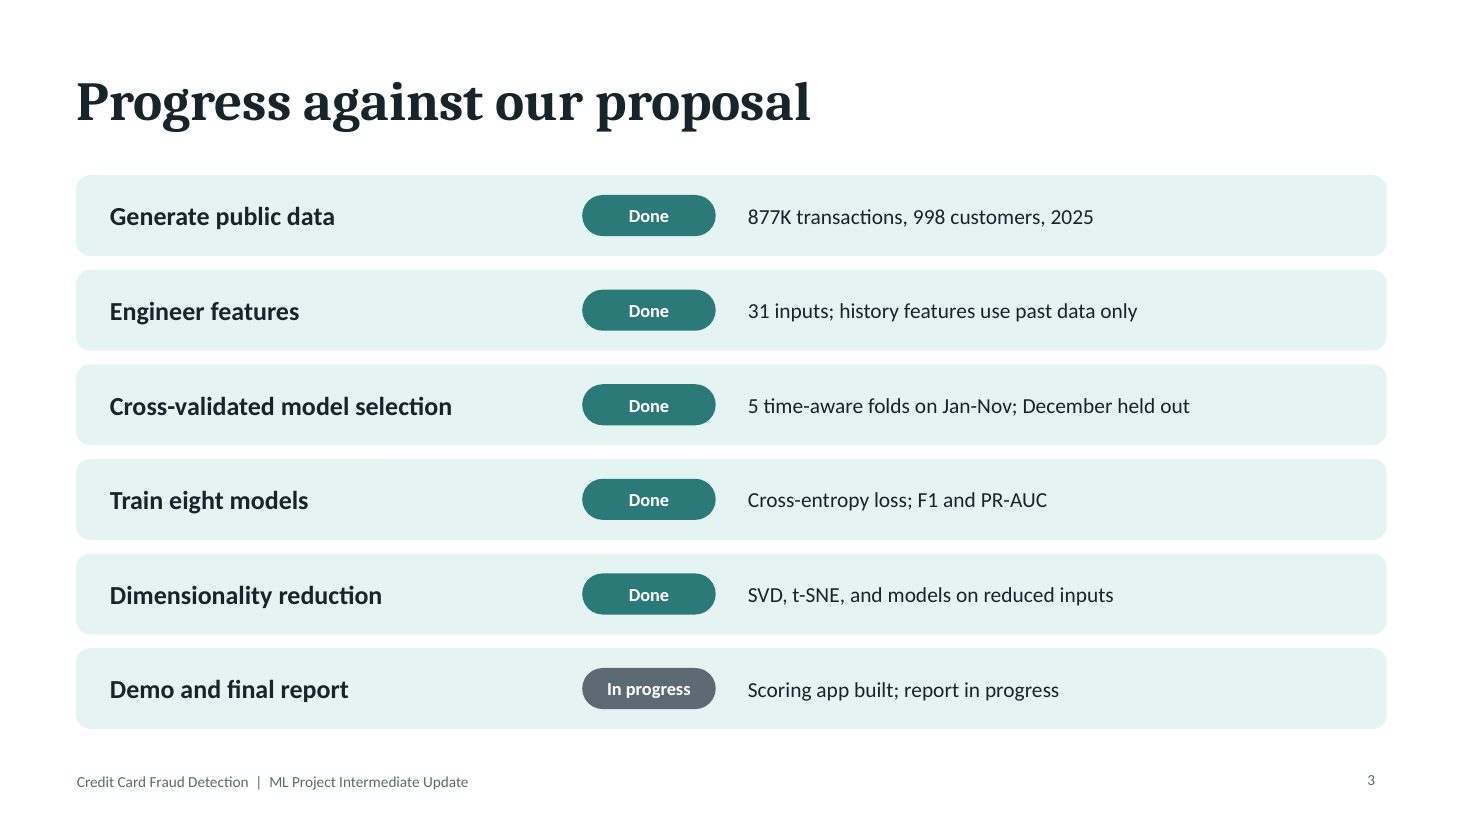 Progress against our proposal
Generate public data Done 877K transactions, 998 customers, 2025
Engineer features Done 31 inputs; history features use past data only
Cross-validated model selection Done 5 time-aware folds on Jan-Nov; December held out
Train eight models Done Cross-entropy loss; F1 and PR-AUC
Dimensionality reduction Done SVD, t-SNE, and models on reduced inputs
Demo and final report In progress Scoring app built; report in progress
Credit Card Fraud Detection | ML Project Intermediate Update 3